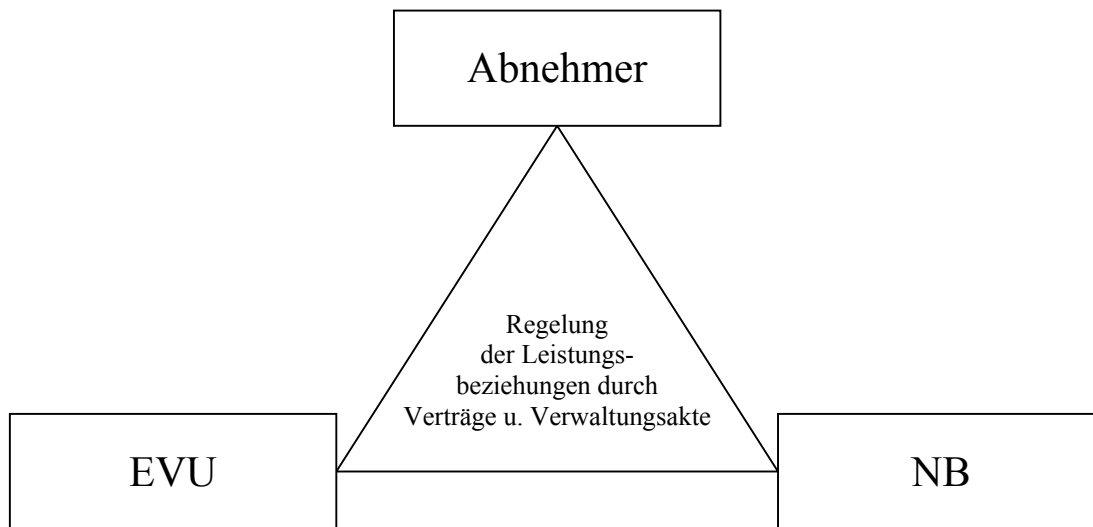 Abnehmer
Regelung
der Leistungs-
beziehungen durch
Verträge u. Verwaltungsakte
EVU
NB